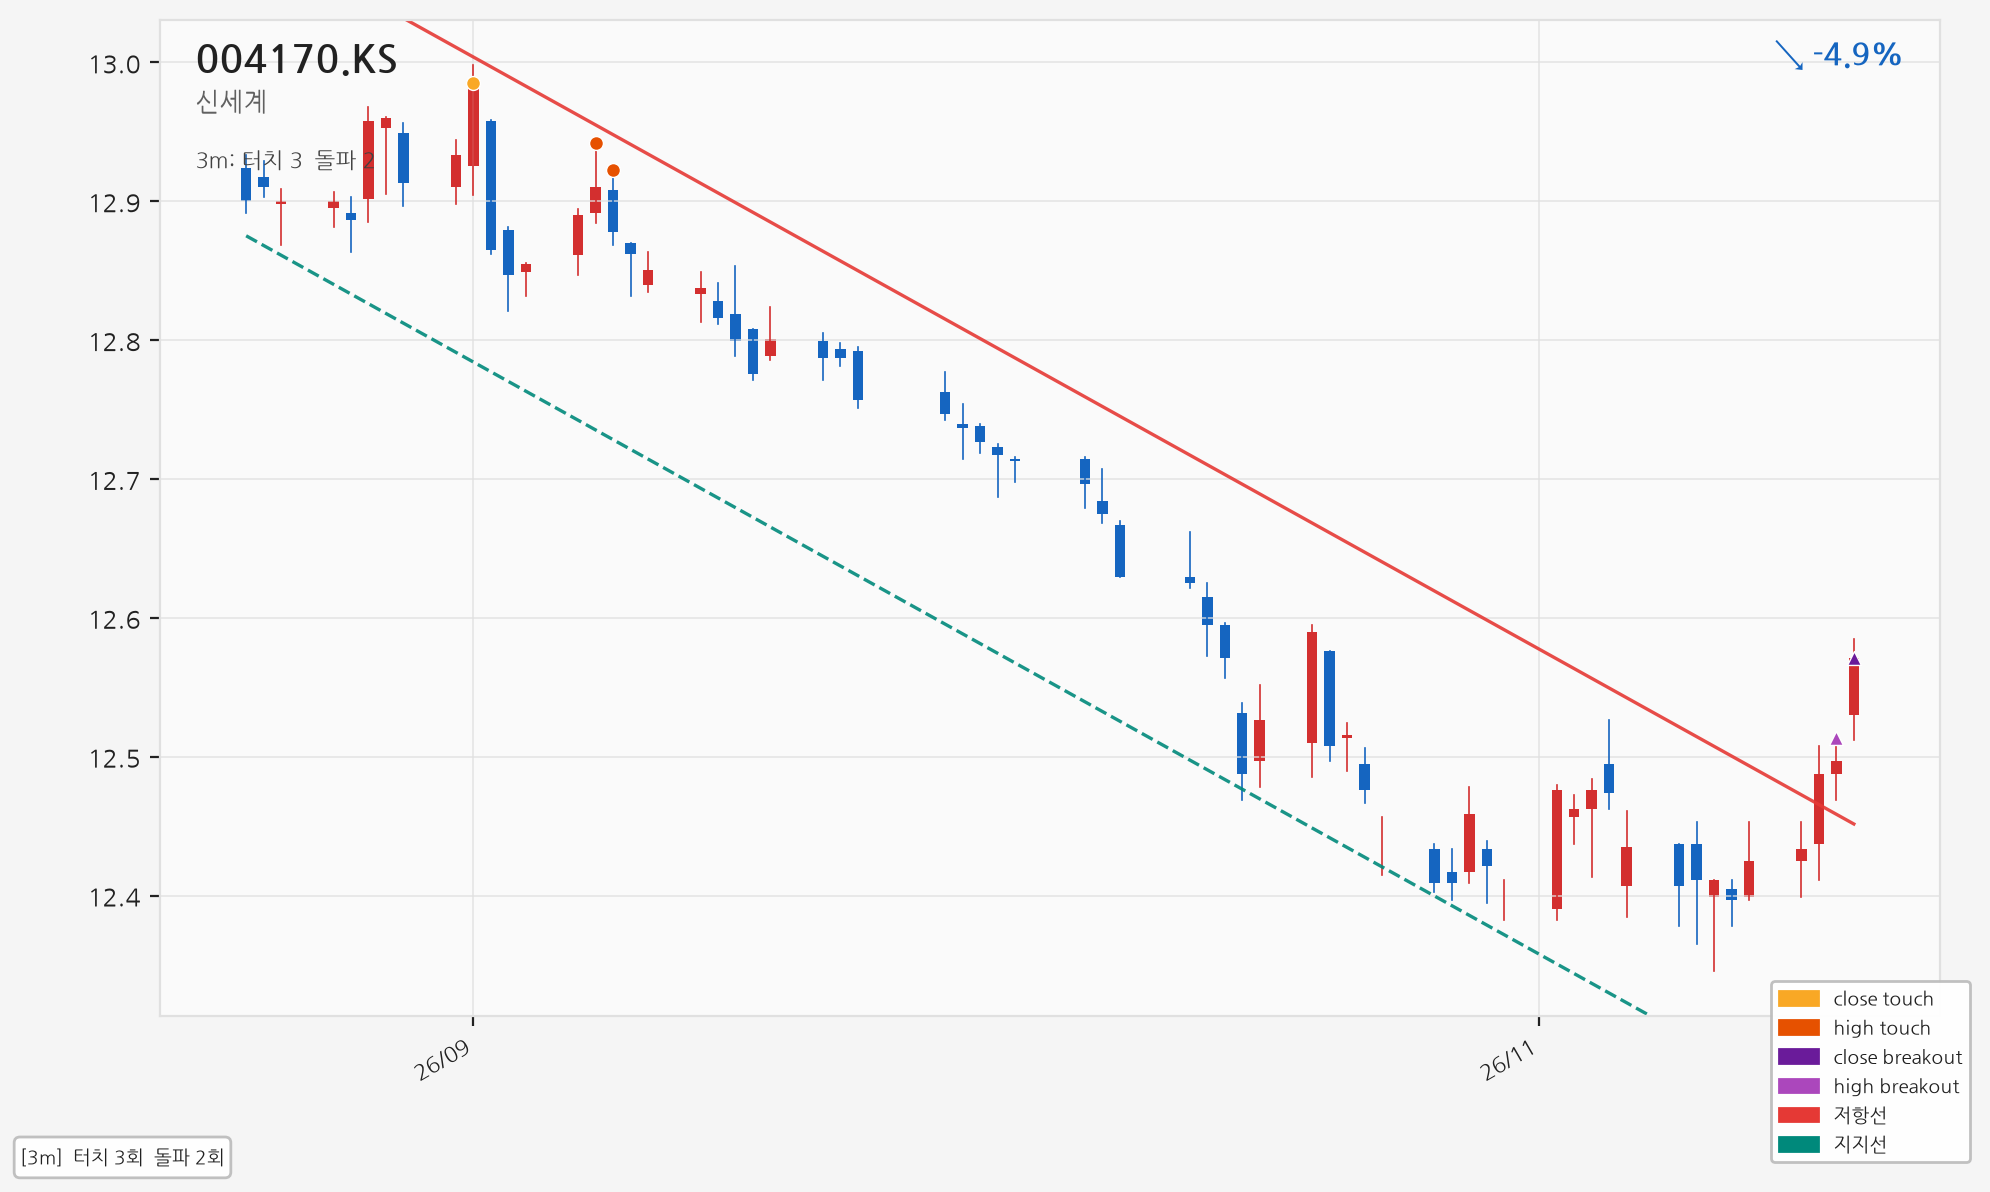 004170.KS
신세계
3m: 터치 3 돌파 2
-4.9%
13.0
12.9
12.8
12.7
12.6
12.5
12.4
26/09
26/11
close touch
high touch
close breakout
high breakout
저항선
지지선
[3m] 터치 3회 돌파 2회